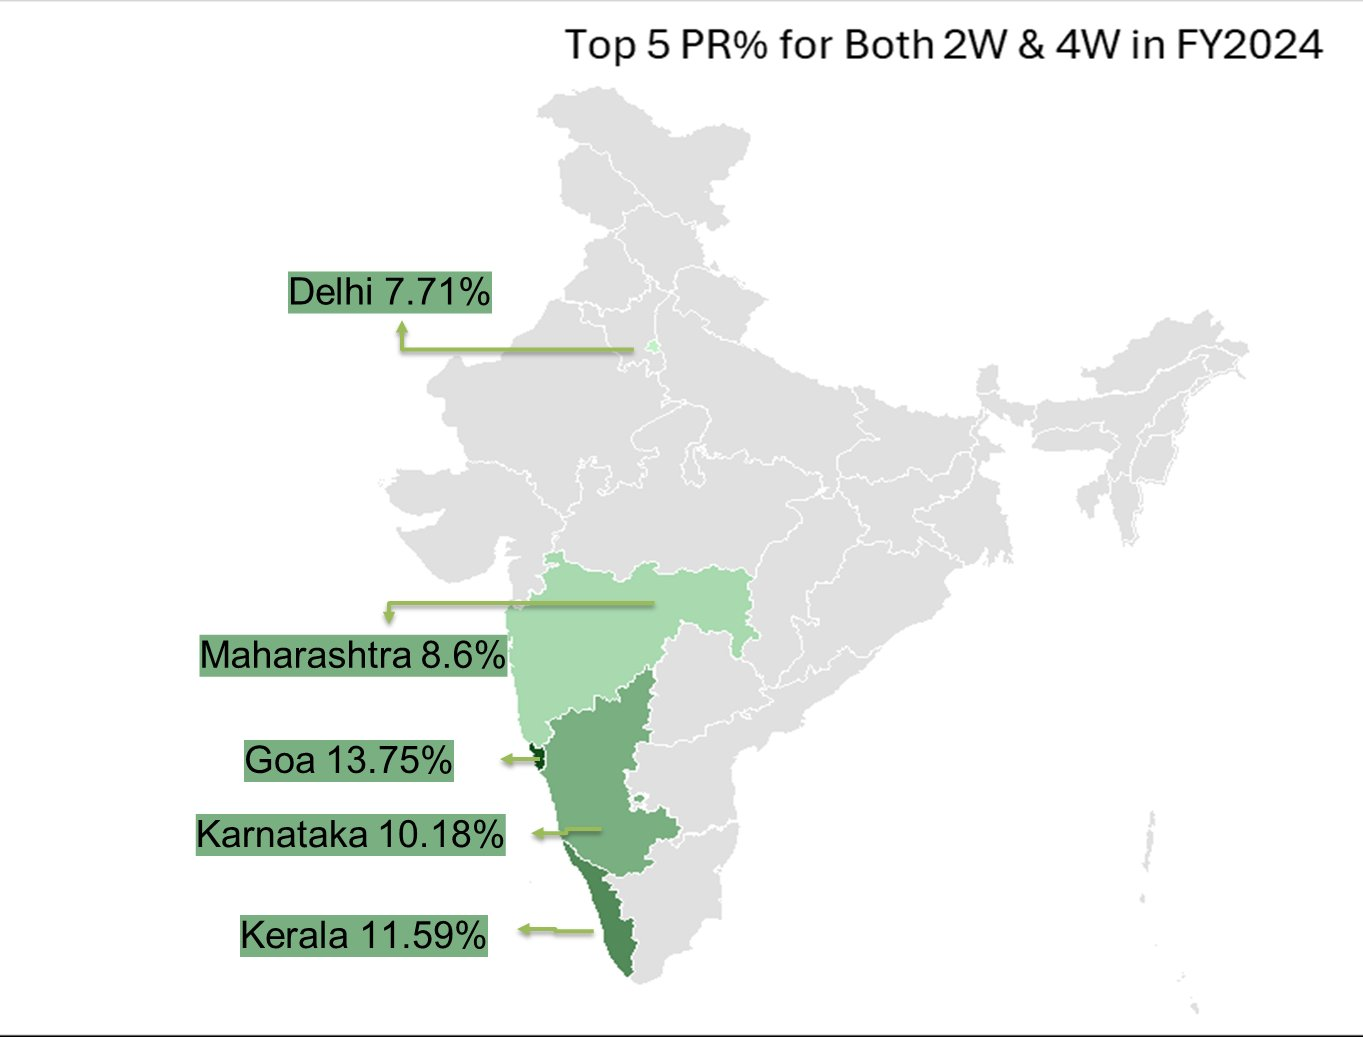 Top 5 PR% for Both 2W & 4W in FY2024
Delhi 7.71%
Maharashtra 8.6%
Goa 13.75%
Karnataka 10.18%
Kerala 11.59%